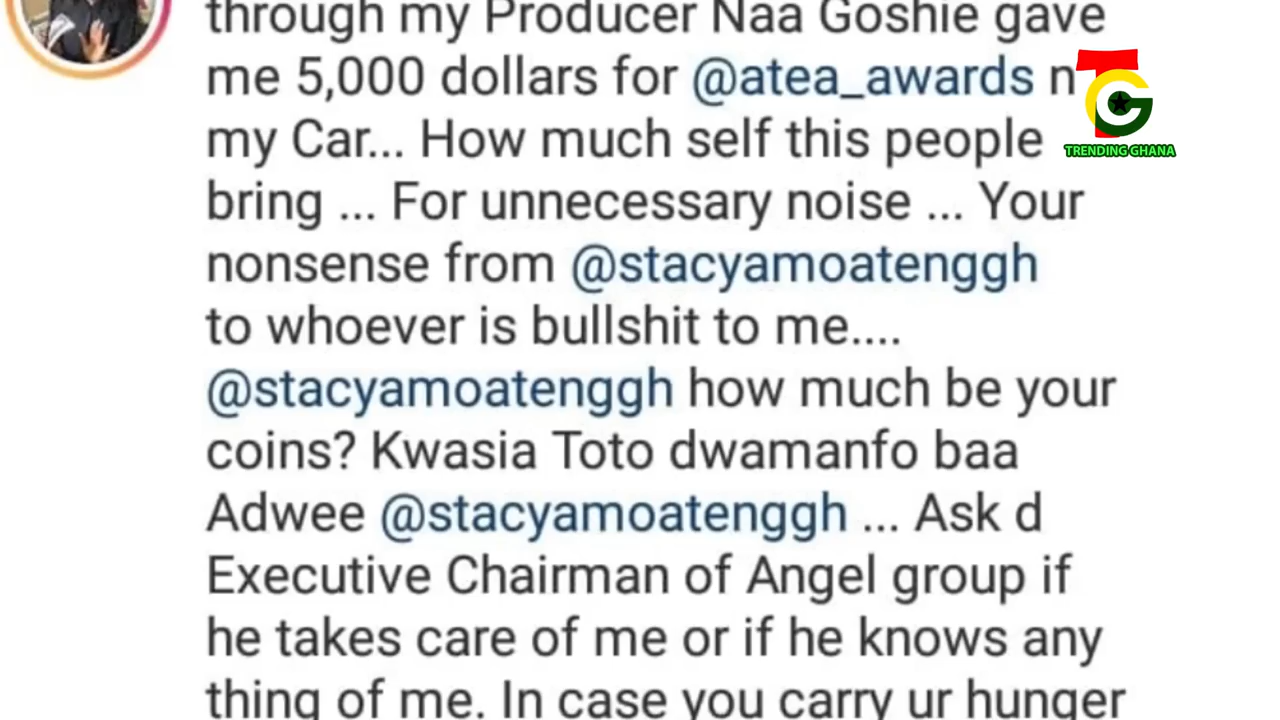 through my Producer Naa Goshie gave
me 5,000 dollars for @atea_awards n
my Car... How much self this people
bring ... For unnecessary noise ... Your
nonsense from @stacyamoatenggh
to whoever is bullshit to me....
@stacyamoatenggh how much be your
coins? Kwasia Toto dwamanfo baa
Adwee @stacyamoatenggh ... Ask d
Executive Chairman of Angel group if
he takes care of me or if he knows any
thing of me. In case you carry ur hunger
TG
TRENDING GHANA